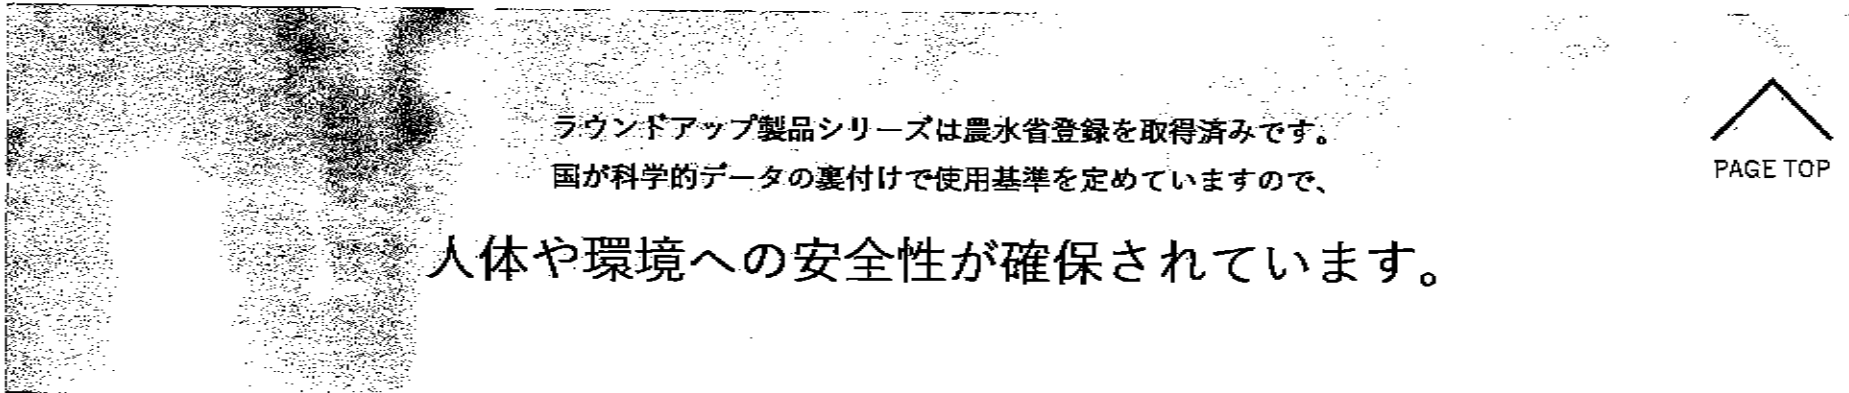 ラウンドアップ製品シリーズは農水省登録を取得済みです。
国が科学的データの裏付けで使用基準を定めていますので、
人体や環境への安全性が確保されています。
PAGE TOP